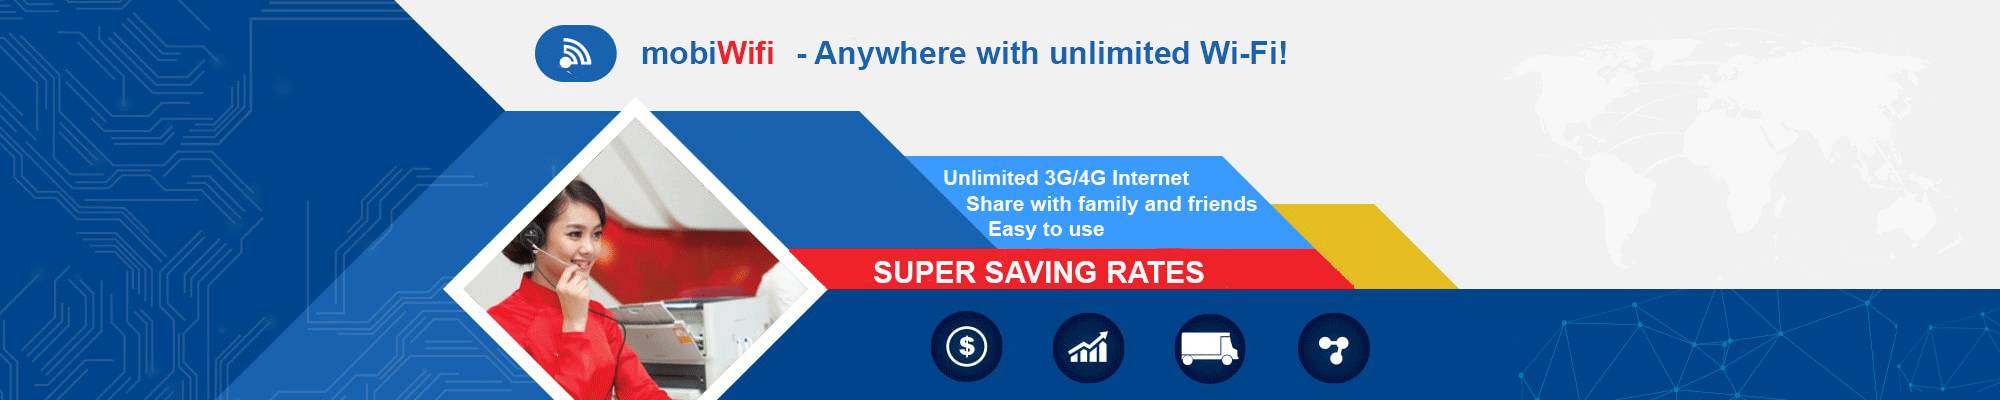 mobiWifi - Anywhere with unlimited Wi-Fi!
Unlimited 3G/4G Internet
Share with family and friends
Easy to use
SUPER SAVING RATES
$